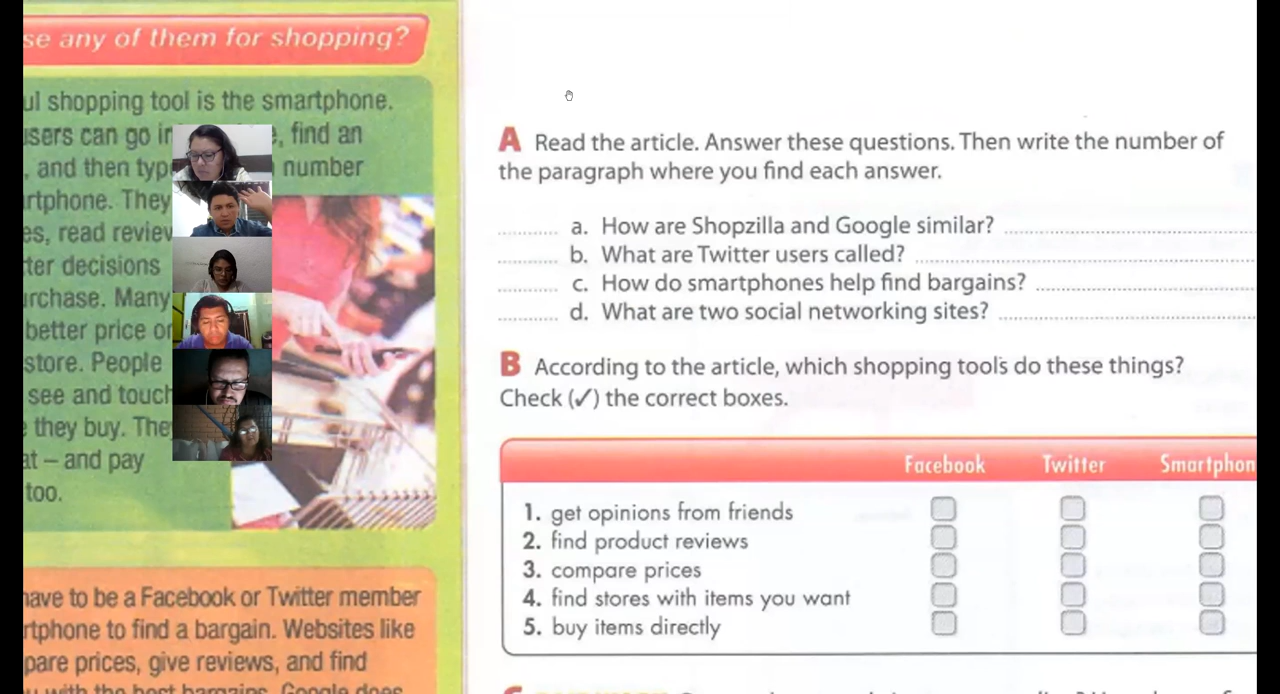 se any of them for shopping?
ul shopping tool is the smartphone.
users can go in , find an
, and then typ number
rtphone. They
es, read review
ter decisions
urchase. Many
better price or
store. People
see and touch
they buy. They
at – and pay
too.
have to be a Facebook or Twitter member
rtphone to find a bargain. Websites like
pare prices, give reviews, and find
u with the best bargains. Google does
A Read the article. Answer these questions. Then write the number of
the paragraph where you find each answer.
a. How are Shopzilla and Google similar?
b. What are Twitter users called?
c. How do smartphones help find bargains?
d. What are two social networking sites?
B According to the article, which shopping tools do these things?
Check (✓) the correct boxes.
Facebook Twitter Smartphon
1. get opinions from friends
2. find product reviews
3. compare prices
4. find stores with items you want
5. buy items directly